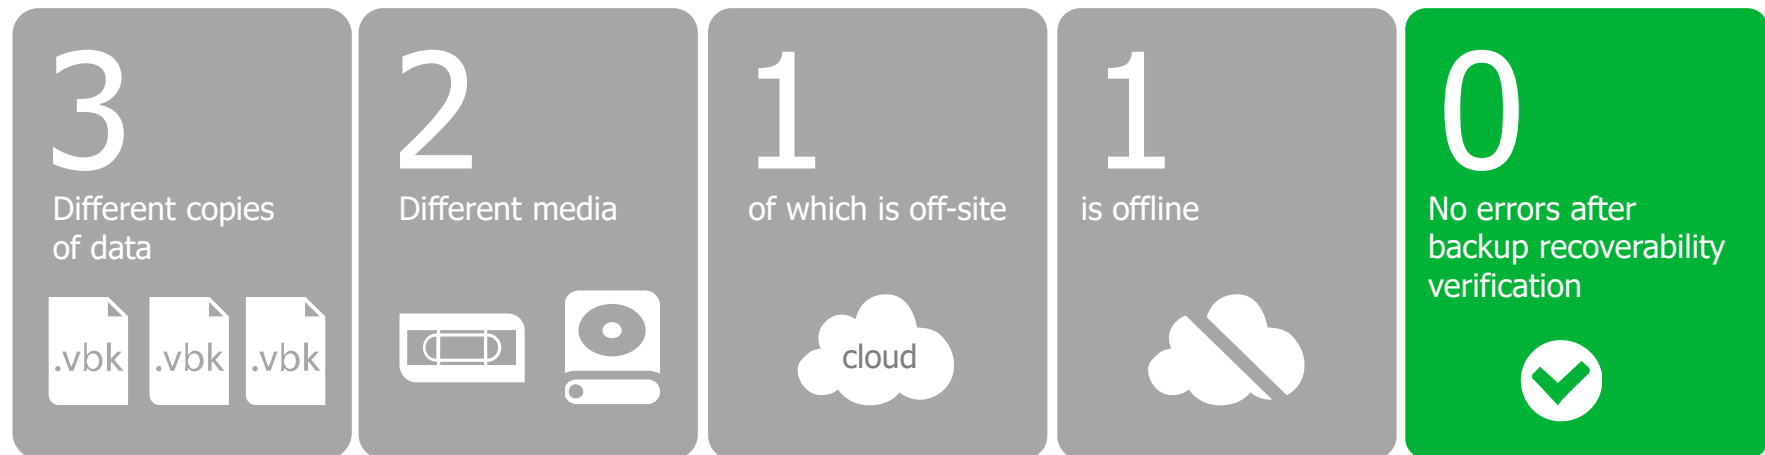 3
Different copies
of data
.vbk .vbk .vbk
2
Different media
1
of which is off-site
cloud
1
is offline
0
No errors after
backup recoverability
verification